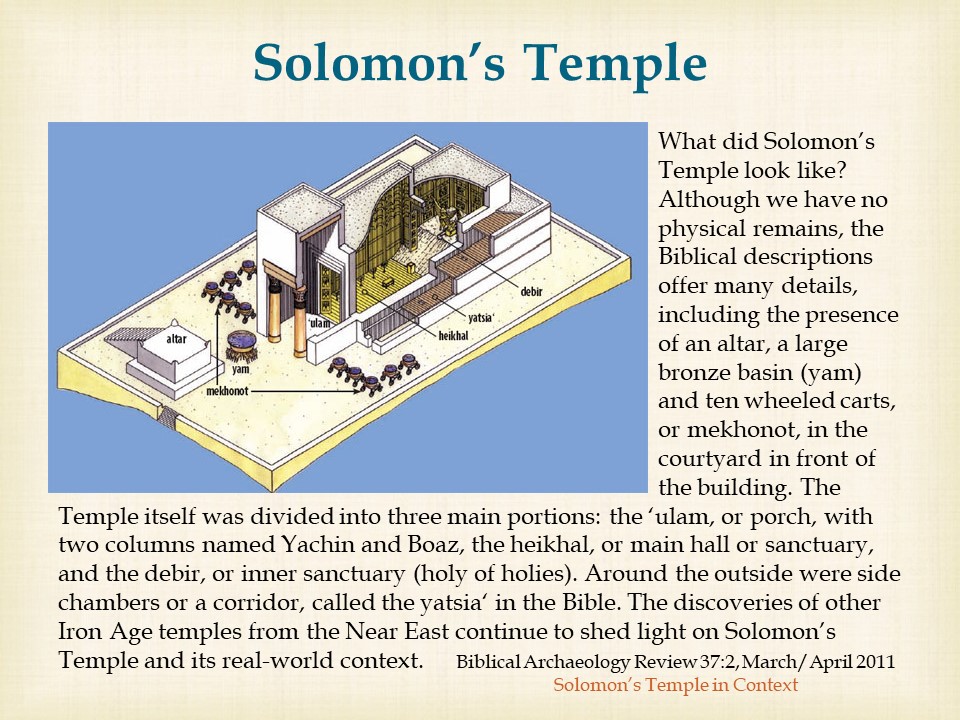 Solomon’s Temple
What did Solomon’s
Temple look like?
Although we have no
physical remains, the
Biblical descriptions
offer many details,
including the presence
of an altar, a large
bronze basin (yam)
and ten wheeled carts,
or mekhonot, in the
courtyard in front of
the building. The
Temple itself was divided into three main portions: the ‘ulam, or porch, with
two columns named Yachin and Boaz, the heikhal, or main hall or sanctuary,
and the debir, or inner sanctuary (holy of holies). Around the outside were side
chambers or a corridor, called the yatsia‘ in the Bible. The discoveries of other
Iron Age temples from the Near East continue to shed light on Solomon’s
Temple and its real-world context. Biblical Archaeology Review 37:2, March/April 2011
Solomon’s Temple in Context
debir
yatsia‘
‘ulam
heikhal
altar
yam
mekhonot